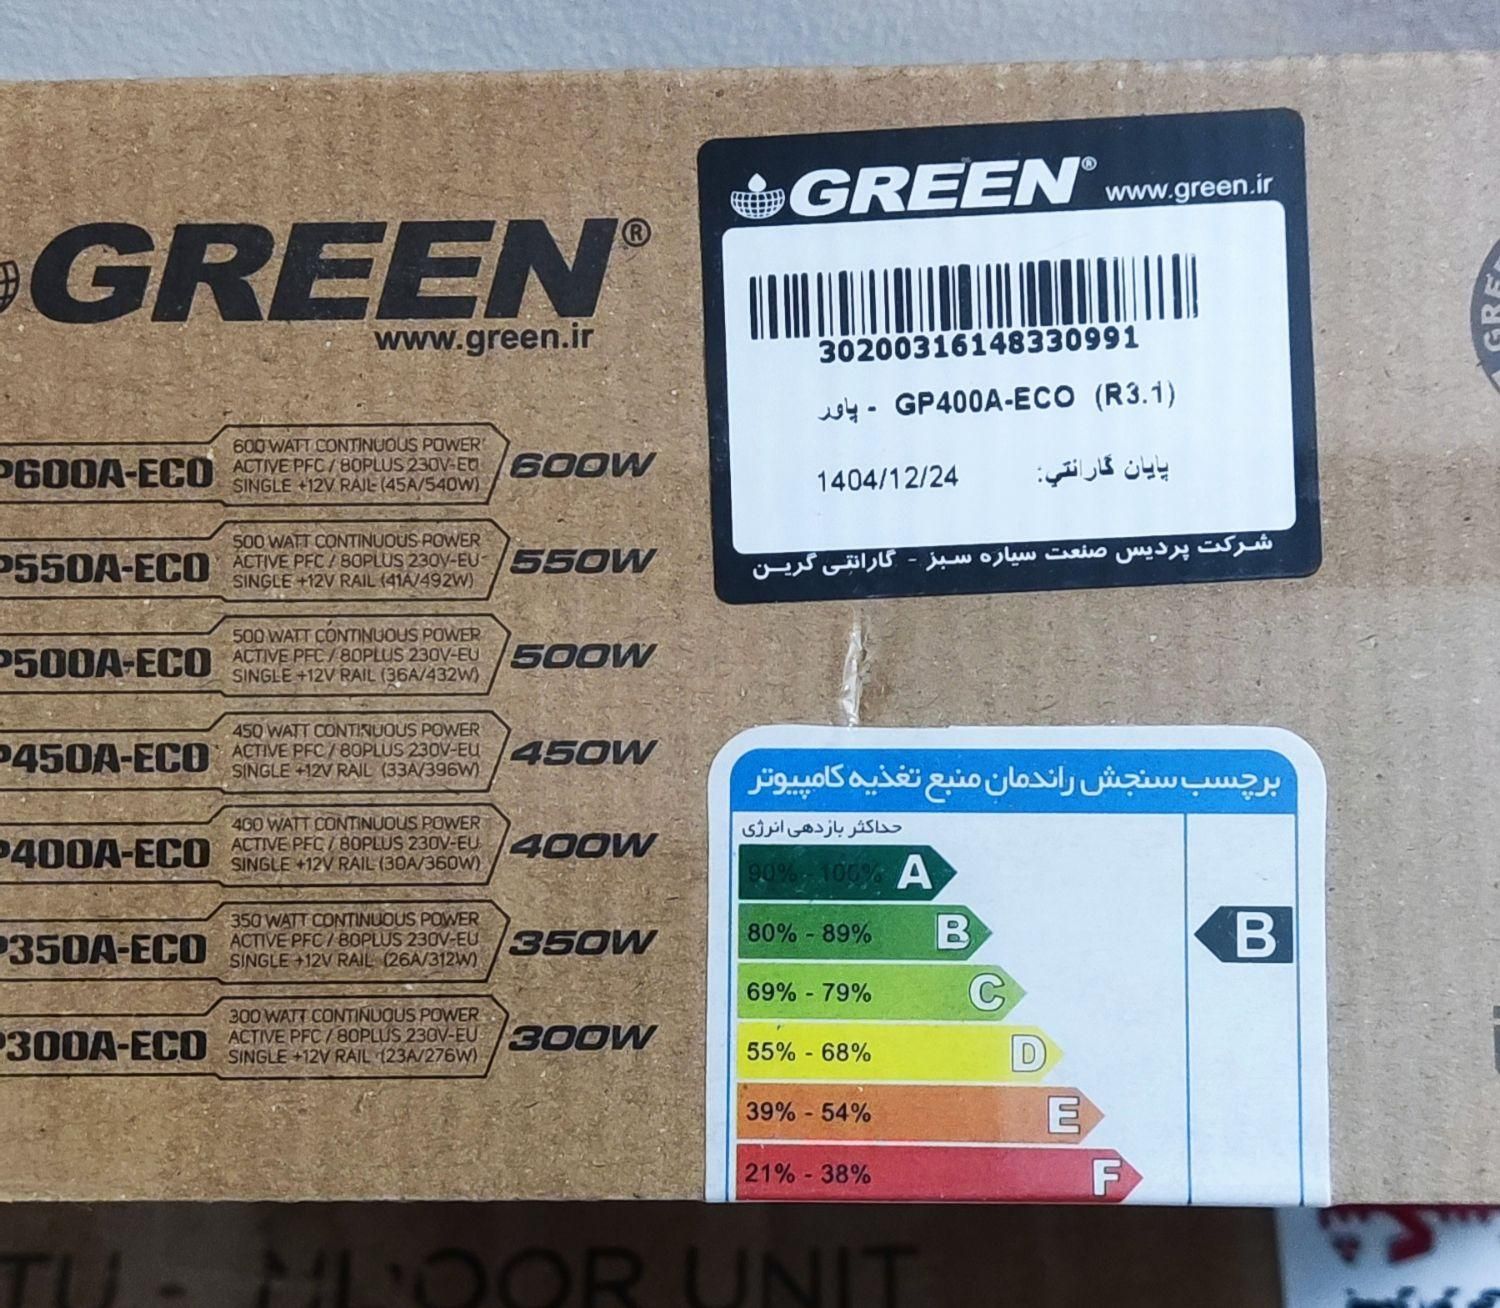 GREEN®
www.green.ir
P600A-ECO
600 WATT CONTINUOUS POWER
ACTIVE PFC / 80PLUS 230V-EU
SINGLE +12V RAIL (45A/540W)
600W
P550A-ECO
500 WATT CONTINUOUS POWER
ACTIVE PFC / 80PLUS 230V-EU
SINGLE +12V RAIL (41A/492W)
550W
P500A-ECO
500 WATT CONTINUOUS POWER
ACTIVE PFC / 80PLUS 230V-EU
SINGLE +12V RAIL (36A/432W)
500W
P450A-ECO
450 WATT CONTINUOUS POWER
ACTIVE PFC / 80PLUS 230V-EU
SINGLE +12V RAIL (33A/396W)
450W
P400A-ECO
400 WATT CONTINUOUS POWER
ACTIVE PFC / 80PLUS 230V-EU
SINGLE +12V RAIL (30A/360W)
400W
P350A-ECO
350 WATT CONTINUOUS POWER
ACTIVE PFC / 80PLUS 230V-EU
SINGLE +12V RAIL (26A/312W)
350W
P300A-ECO
300 WATT CONTINUOUS POWER
ACTIVE PFC / 80PLUS 230V-EU
SINGLE +12V RAIL (23A/276W)
300W
GREEN® www.green.ir
30200316148330991
پاور - GP400A-ECO (R3.1)
پایان گارانتي: 1404/12/24
شرکت پردیس صنعت سیاره سبز - گارانتی گرین
برچسب سنجش راندمان منبع تغذیه کامپیوتر
حداکثر بازدهی انرژی
90% - 100% A
80% - 89% B
B
69% - 79% C
55% - 68% D
39% - 54% E
21% - 38% F
GRE
OOR UNIT